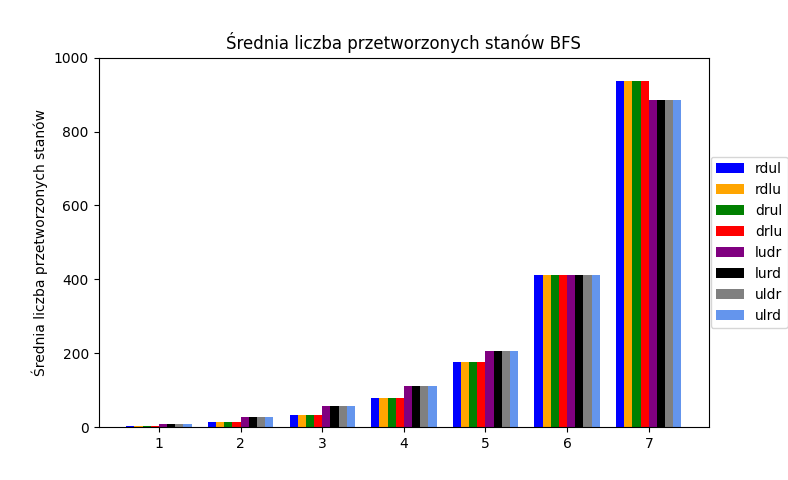 Średnia liczba przetworzonych stanów BFS
Średnia liczba przetworzonych stanów
1000
800
600
400
200
0
1 2 3 4 5 6 7
rdul
rdlu
drul
drlu
ludr
lurd
uldr
ulrd